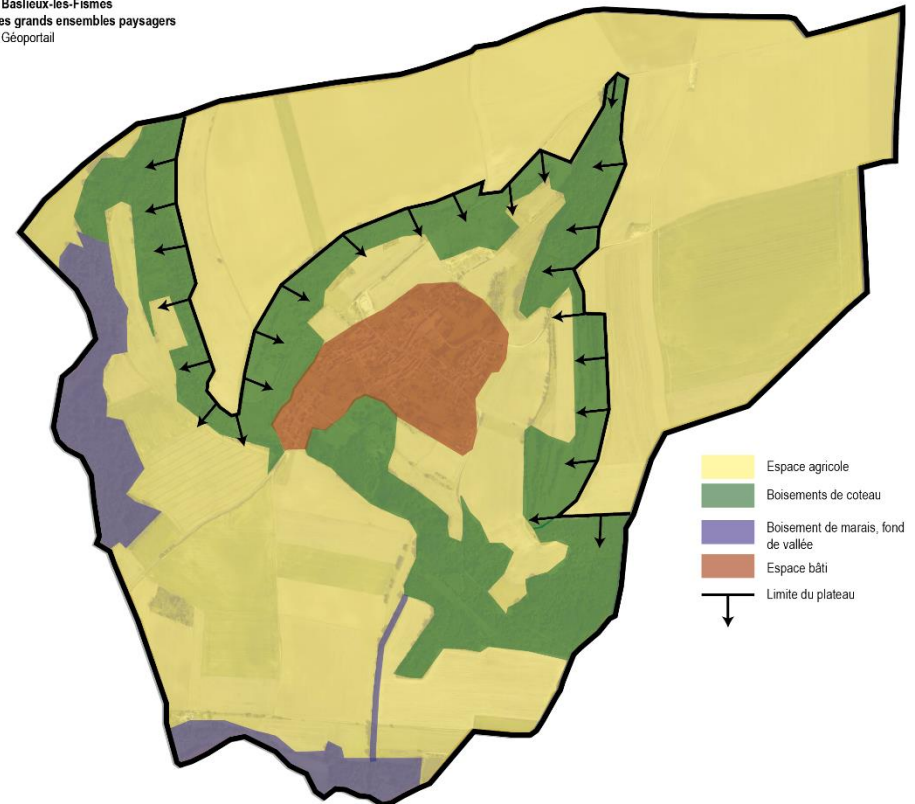 Baslieux-les-Fismes
es grands ensembles paysagers
Géoportail
Espace agricole
Boisements de coteau
Boisement de marais, fond
de vallée
Espace bâti
Limite du plateau